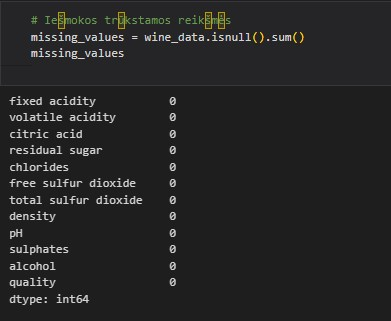 # Iešmokos trūkstamos reikšmės
missing_values = wine_data.isnull().sum()
missing_values
fixed acidity 0
volatile acidity 0
citric acid 0
residual sugar 0
chlorides 0
free sulfur dioxide 0
total sulfur dioxide 0
density 0
pH 0
sulphates 0
alcohol 0
quality 0
dtype: int64